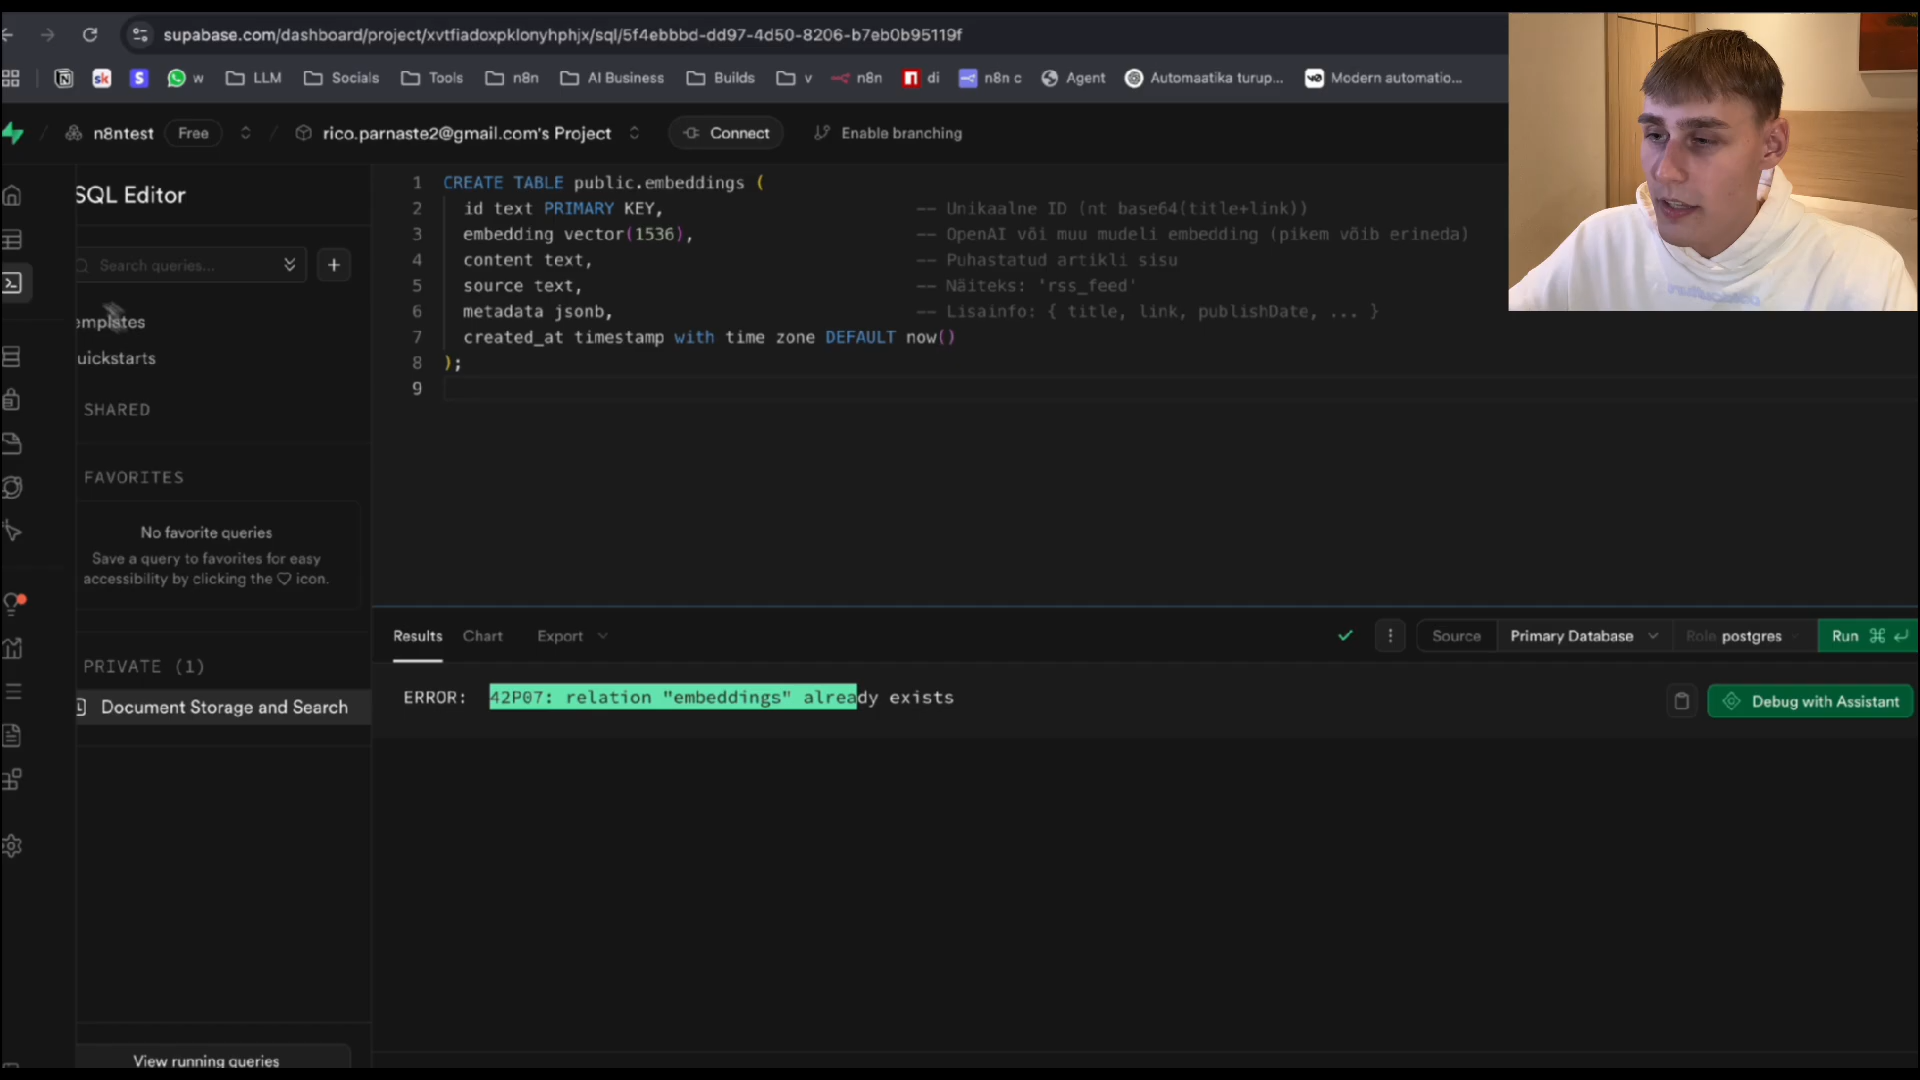 supabase.com/dashboard/project/xvtfiadoxpklonyhphjx/sql/5f4ebbbd-dd97-4d50-8206-b7eb0b95119f
w LLM Socials Tools n8n AI Business Builds v n8n di n8n c Agent Automaatika turup... Modern automatio...
n8ntest Free rico.parnaste2@gmail.com's Project Connect Enable branching
SQL Editor
Search queries...
emplates
uickstarts
SHARED
FAVORITES
No favorite queries
Save a query to favorites for easy
accessibility by clicking the ♡ icon.
PRIVATE (1)
Document Storage and Search
View running queries
1 CREATE TABLE public.embeddings (
2 id text PRIMARY KEY, -- Unikaalne ID (nt base64(title+link))
3 embedding vector(1536), -- OpenAI või muu mudeli embedding (pikem võib erineda)
4 content text, -- Puhastatud artikli sisu
5 source text, -- Näiteks: 'rss_feed'
6 metadata jsonb, -- Lisainfo: { title, link, publishDate, ... }
7 created_at timestamp with time zone DEFAULT now()
8 );
9
Results Chart Export Source Primary Database Role postgres Run ⌘ ↵
ERROR: 42P07: relation "embeddings" already exists
Debug with Assistant